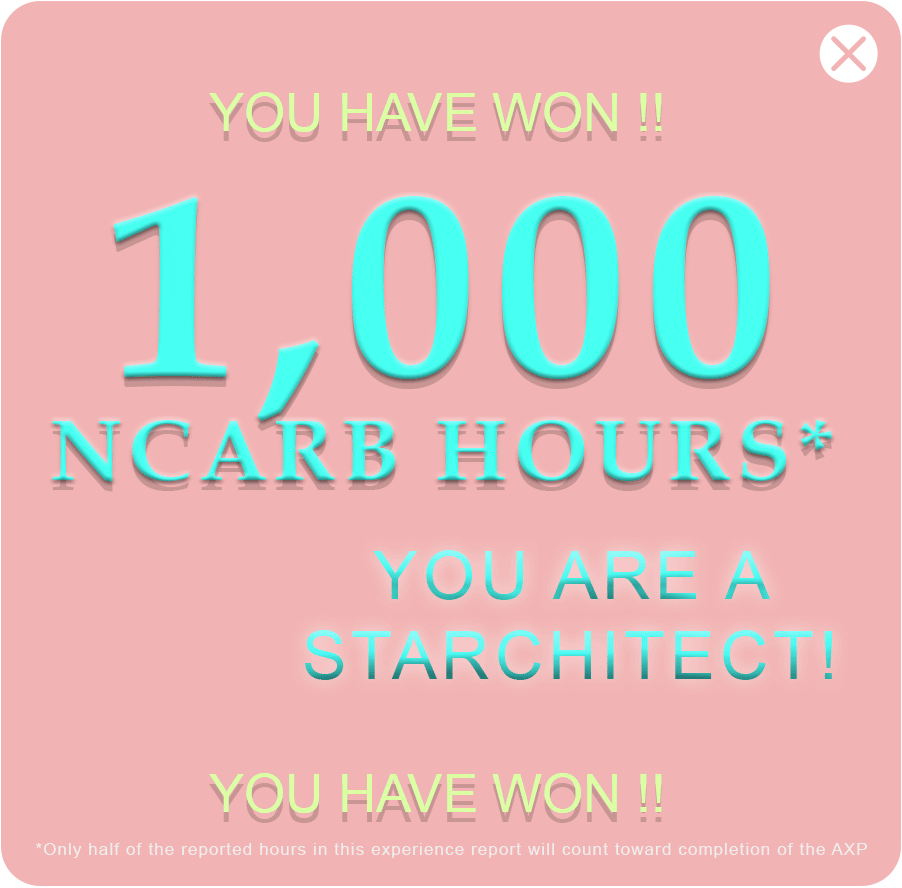 YOU HAVE WON !!
1,000
NCARB HOURS*
YOU ARE A
STARCHITECT!
YOU HAVE WON !!
*Only half of the reported hours in this experience report will count toward completion of the AXP